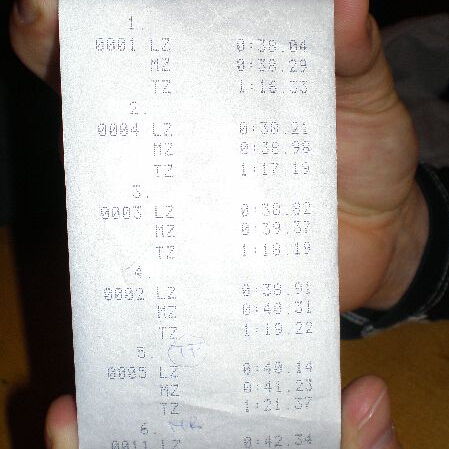 1.
0001 LZ 0:38.04
MZ 0:38.29
TZ 1:16.33
2.
0004 LZ 0:38.21
MZ 0:38.98
TZ 1:17.19
3.
0003 LZ 0:38.82
MZ 0:39.37
TZ 1:18.19
4.
0002 LZ 0:38.91
MZ 0:40.31
TZ 1:19.22
5.
0005 LZ 0:40.14
MZ 0:41.23
TZ 1:21.37
6.
0011 LZ 0:42.34